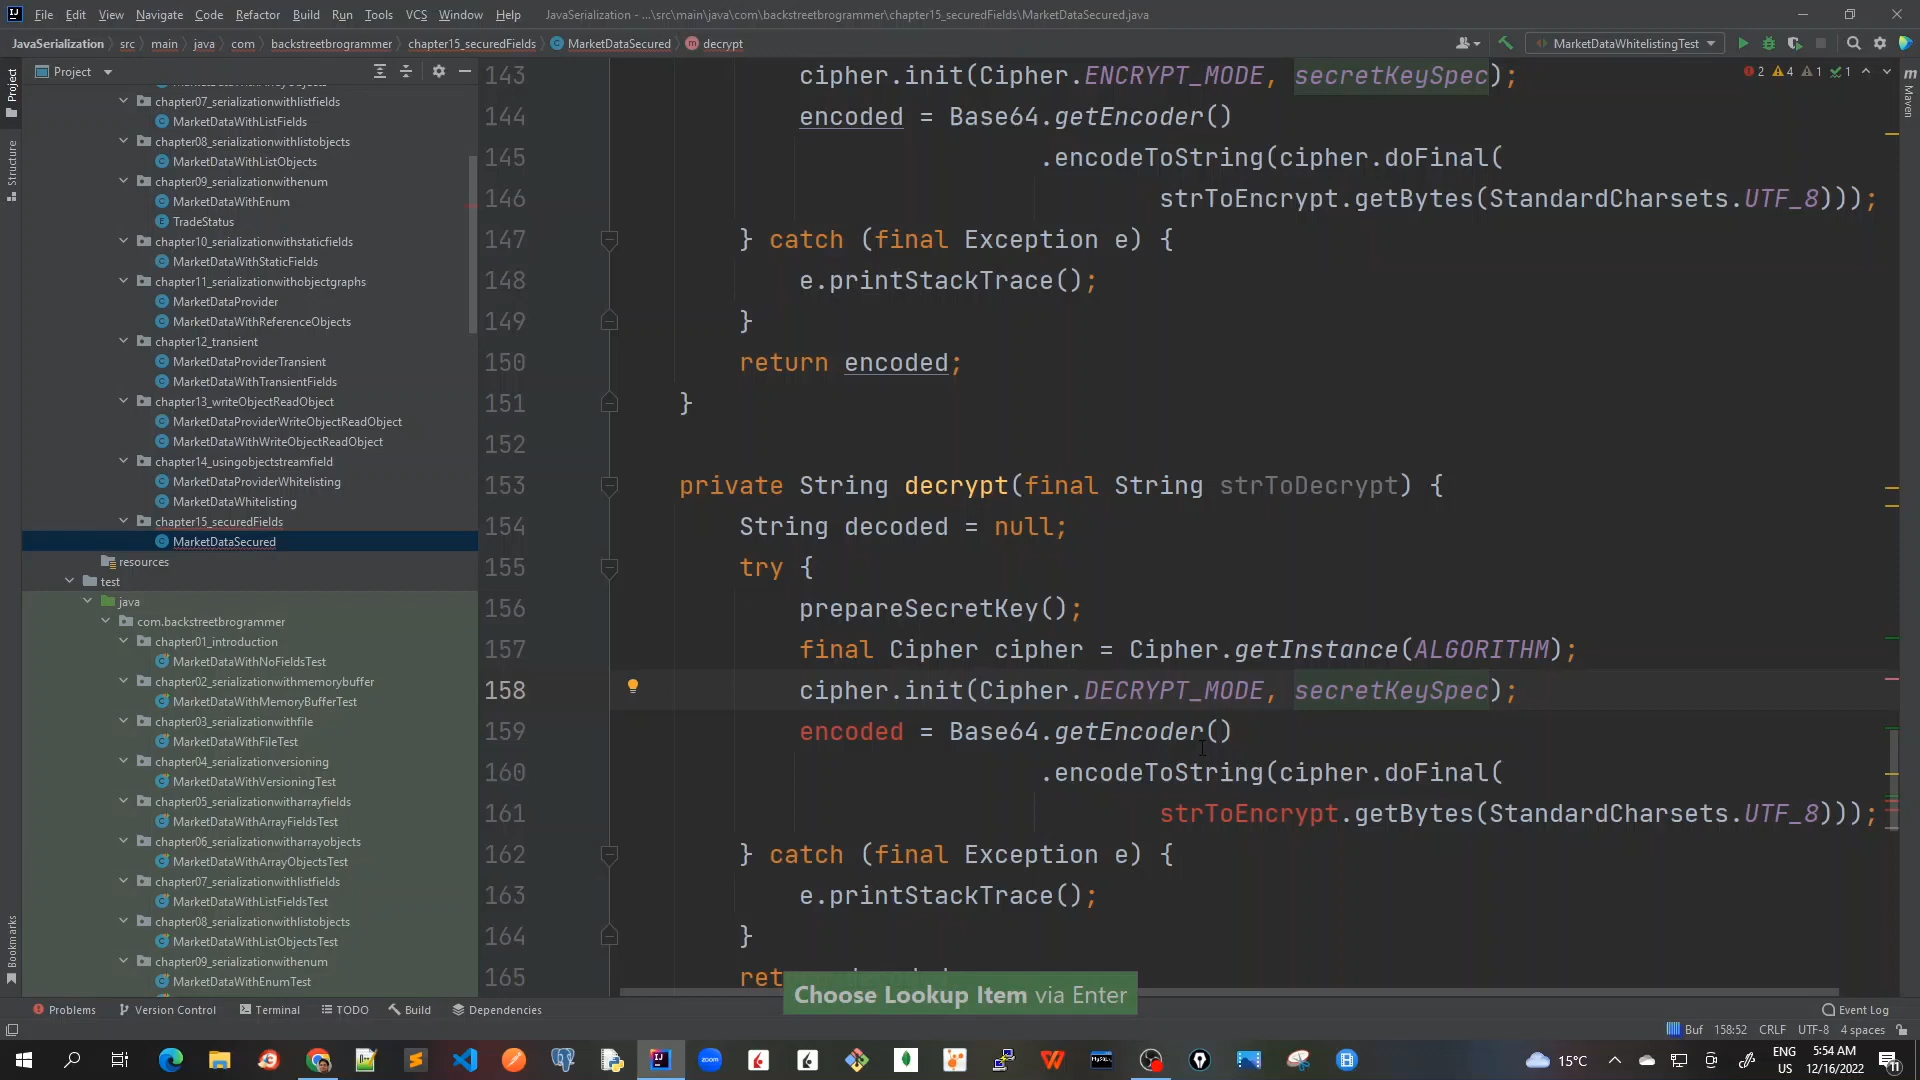 File Edit View Navigate Code Refactor Build Run Tools VCS Window Help JavaSerialization - ...\src\main\java\com\backstreetbrogrammer\chapter15_securedFields\MarketDataSecured.java
JavaSerialization src main java com backstreetbrogrammer chapter15_securedFields MarketDataSecured decrypt MarketDataWhitelistingTest
Project
Project
Structure
Bookmarks
chapter07_serializationwithlistfields
MarketDataWithListFields
chapter08_serializationwithlistobjects
MarketDataWithListObjects
chapter09_serializationwithenum
MarketDataWithEnum
TradeStatus
chapter10_serializationwithstaticfields
MarketDataWithStaticFields
chapter11_serializationwithobjectgraphs
MarketDataProvider
MarketDataWithReferenceObjects
chapter12_transient
MarketDataProviderTransient
MarketDataWithTransientFields
chapter13_writeObjectReadObject
MarketDataProviderWriteObjectReadObject
MarketDataWithWriteObjectReadObject
chapter14_usingobjectstreamfield
MarketDataProviderWhitelisting
MarketDataWhitelisting
chapter15_securedFields
MarketDataSecured
resources
test
java
com.backstreetbrogrammer
chapter01_introduction
MarketDataWithNoFieldsTest
chapter02_serializationwithmemorybuffer
MarketDataWithMemoryBufferTest
chapter03_serializationwithfile
MarketDataWithFileTest
chapter04_serializationversioning
MarketDataWithVersioningTest
chapter05_serializationwitharrayfields
MarketDataWithArrayFieldsTest
chapter06_serializationwitharrayobjects
MarketDataWithArrayObjectsTest
chapter07_serializationwithlistfields
MarketDataWithListFieldsTest
chapter08_serializationwithlistobjects
MarketDataWithListObjectsTest
chapter09_serializationwithenum
MarketDataWithEnumTest
2 4 1 1
Maven
143 cipher.init(Cipher.ENCRYPT_MODE, secretKeySpec);
144 encoded = Base64.getEncoder()
145 .encodeToString(cipher.doFinal(
146 strToEncrypt.getBytes(StandardCharsets.UTF_8)));
147 } catch (final Exception e) {
148 e.printStackTrace();
149 }
150 return encoded;
151 }
152
153 private String decrypt(final String strToDecrypt) {
154 String decoded = null;
155 try {
156 prepareSecretKey();
157 final Cipher cipher = Cipher.getInstance(ALGORITHM);
158 cipher.init(Cipher.DECRYPT_MODE, secretKeySpec);
159 encoded = Base64.getEncoder()
160 .encodeToString(cipher.doFinal(
161 strToEncrypt.getBytes(StandardCharsets.UTF_8)));
162 } catch (final Exception e) {
163 e.printStackTrace();
164 }
165
Choose Lookup Item via Enter
Problems Version Control Terminal TODO Build Dependencies Event Log
Buf 158:52 CRLF UTF-8 4 spaces
15°C ENG US 5:54 AM 12/16/2022 11